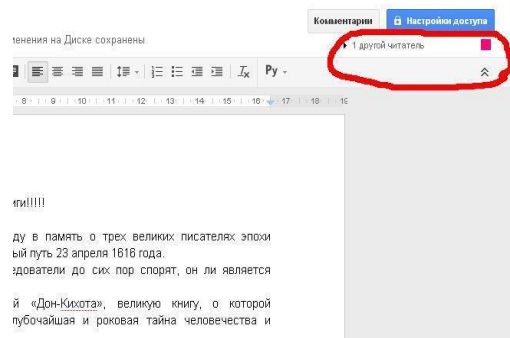 Комментарии
Настройки доступа
менения на Диске сохранены
1 другой читатель
Py
8 9 10 11 12 13 14 15 16 17 18 19
иги!!!!!
ду в память о трех великих писателях эпохи
ый путь 23 апреля 1616 года.
едователи до сих пор спорят, он ли является
й «Дон-Кихота», великую книгу, о которой
лубочайшая и роковая тайна человечества и